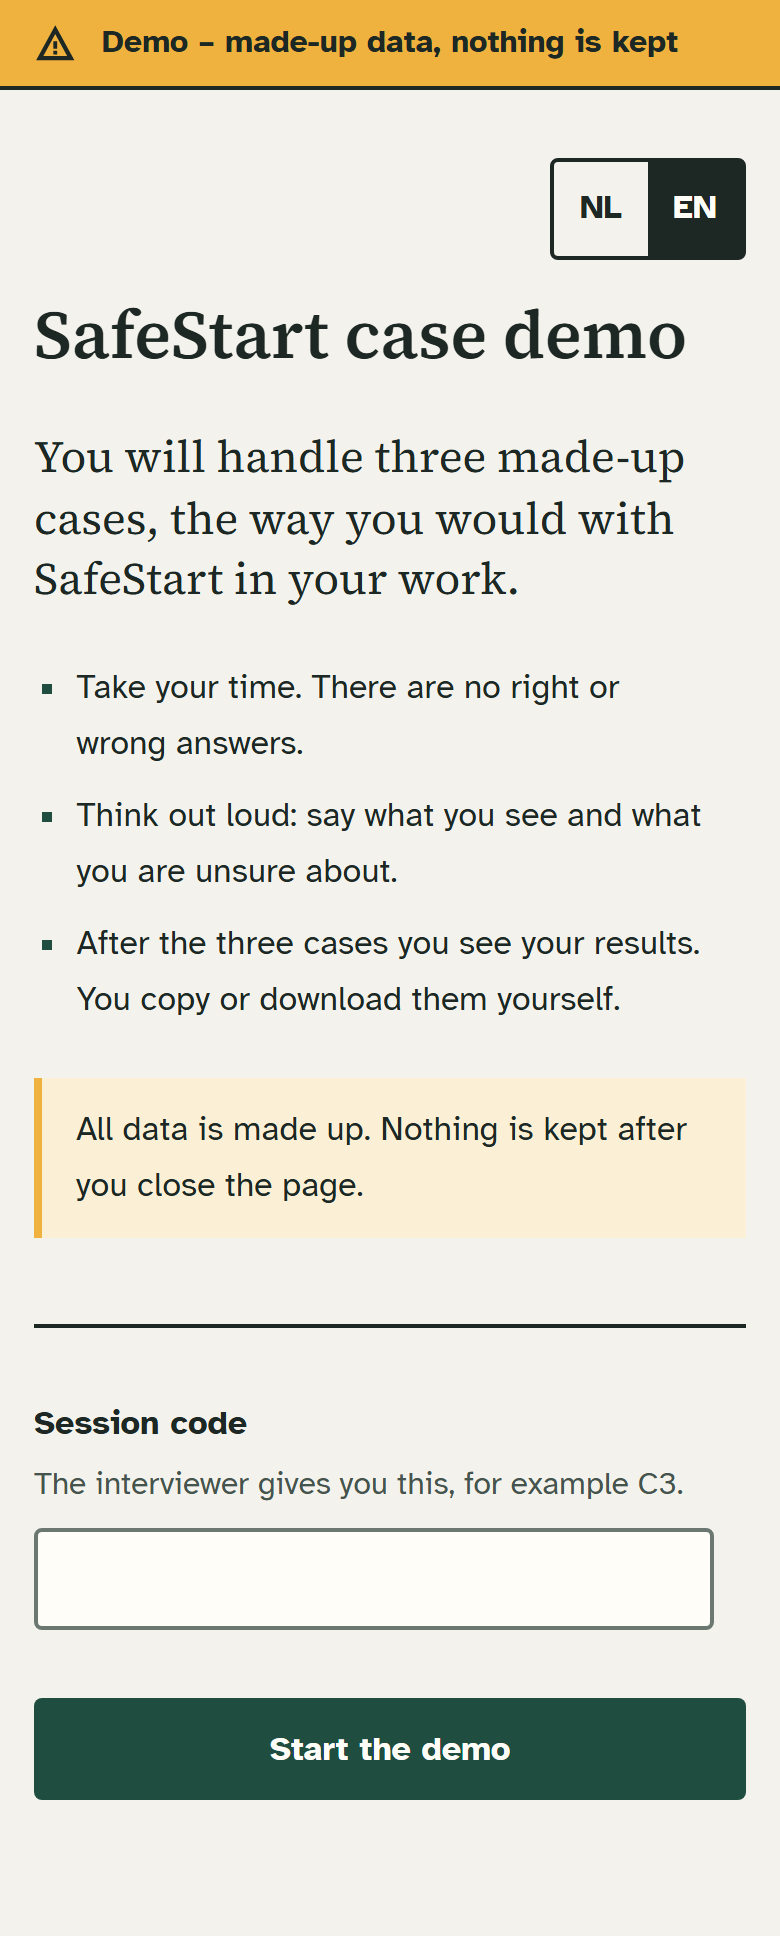 Demo – made-up data, nothing is kept
NL EN
SafeStart case demo
You will handle three made-up
cases, the way you would with
SafeStart in your work.
Take your time. There are no right or
wrong answers.
Think out loud: say what you see and what
you are unsure about.
After the three cases you see your results.
You copy or download them yourself.
All data is made up. Nothing is kept after
you close the page.
Session code
The interviewer gives you this, for example C3.
Start the demo